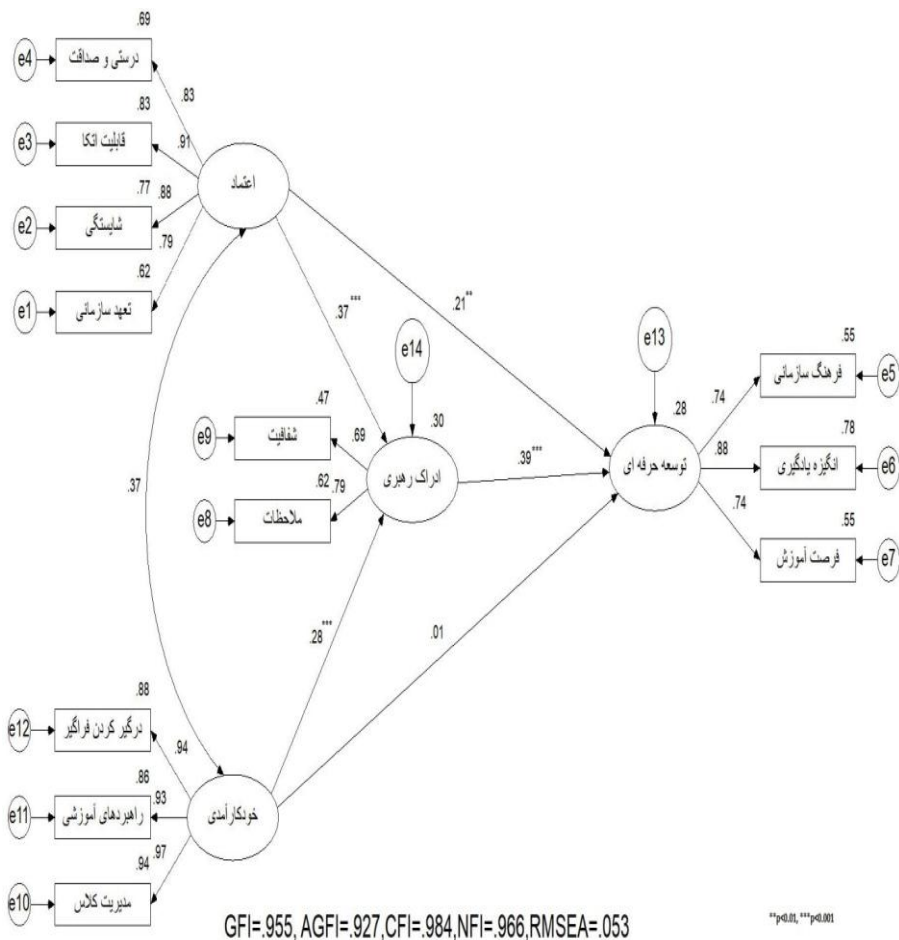 .69
e4
درستی و صداقت
.83
.83
e3
قابلیت اتکا
.91
اعتماد
.77
.88
e2
شایستگی
.79
.62
e1
تعهد سازمانی
.37***
.21**
e14
e13
.55
فرهنگ سازمانی
e5
.74
.47
.30
.28
e9
شفافیت
.69
.78
.88
ادراک رهبری
.39***
توسعه حرفه ای
انگیزه یادگیری
e6
.37
.62
.79
e8
ملاحظات
.74
.55
فرصت آموزش
e7
.28***
.01
.88
e12
درگیر کردن فراگیر
.94
.86
.93
e11
راهبردهای آموزشی
خودکارآمدی
.94
.97
e10
مدیریت کلاس
GFI=.955, AGFI=.927,CFI=.984,NFI=.966,RMSEA=.053
**p<0.01, ***p<0.001